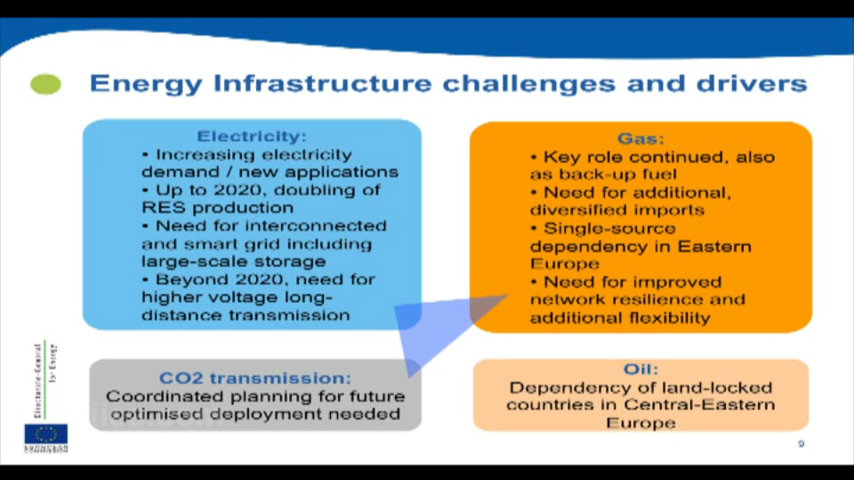 Energy Infrastructure challenges and drivers
Electricity:
• Increasing electricity
demand / new applications
• Up to 2020, doubling of
RES production
• Need for interconnected
and smart grid including
large-scale storage
• Beyond 2020, need for
higher voltage long-
distance transmission
Gas:
• Key role continued, also
as back-up fuel
• Need for additional,
diversified imports
• Single-source
dependency in Eastern
Europe
• Need for improved
network resilience and
additional flexibility
CO2 transmission:
Coordinated planning for future
optimised deployment needed
Oil:
Dependency of land-locked
countries in Central-Eastern
Europe
Directorate-General
for Energy
EUROPEAN
COMMISSION
9